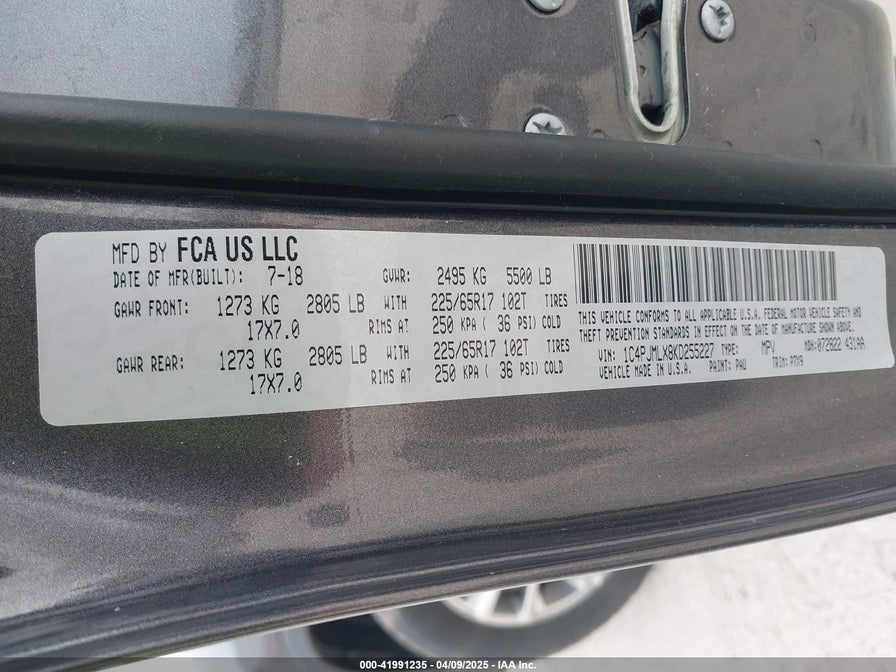 MFD BY FCA US LLC
DATE OF MFR(BUILT): 7-18 GVWR: 2495 KG 5500 LB
GAWR FRONT: 1273 KG 2805 LB WITH 225/65R17 102T TIRES
17X7.0 RIMS AT 250 KPA ( 36 PSI) COLD
GAWR REAR: 1273 KG 2805 LB WITH 225/65R17 102T TIRES
17X7.0 RIMS AT 250 KPA ( 36 PSI) COLD
THIS VEHICLE CONFORMS TO ALL APPLICABLE U.S.A. FEDERAL MOTOR VEHICLE SAFETY AND
THEFT PREVENTION STANDARDS IN EFFECT ON THE DATE OF MANUFACTURE SHOWN ABOVE.
VIN: 1C4PJMLX8KD255227 TYPE: MPV MDH: 072822 431AA
VEHICLE MADE IN U.S.A. PAINT: PAU TRIM: P7X9
000-41991235 - 04/09/2025 - IAA Inc.